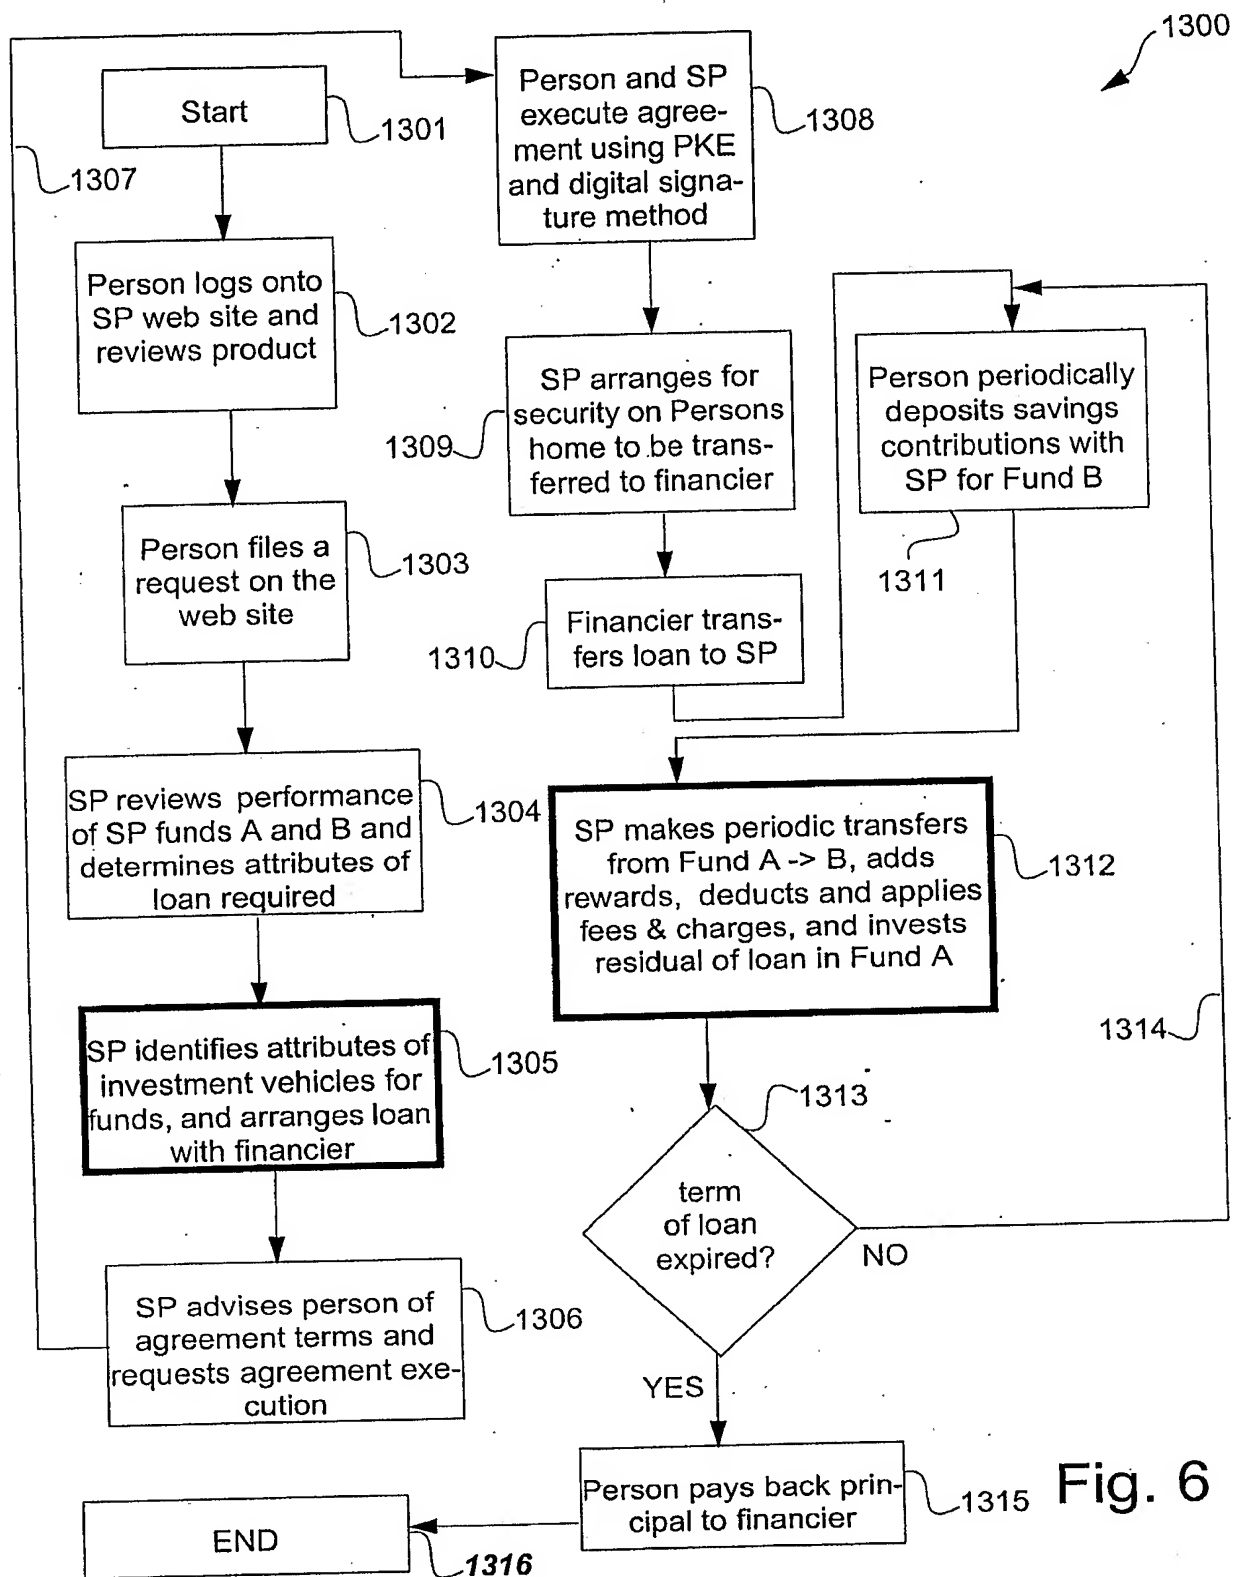 1300
Start
1301
1307
Person logs onto
SP web site and
reviews product
1302
Person files a
request on the
web site
1303
SP reviews performance
of SP funds A and B and
determines attributes of
loan required
1304
SP identifies attributes of
investment vehicles for
funds, and arranges loan
with financier
1305
SP advises person of
agreement terms and
requests agreement exe-
cution
1306
Person and SP
execute agree-
ment using PKE
and digital signa-
ture method
1308
SP arranges for
security on Persons
home to be trans-
ferred to financier
1309
Financier trans-
fers loan to SP
1310
Person periodically
deposits savings
contributions with
SP for Fund B
1311
SP makes periodic transfers
from Fund A -> B, adds
rewards, deducts and applies
fees & charges, and invests
residual of loan in Fund A
1312
term
of loan
expired?
1313
NO
1314
YES
Person pays back prin-
cipal to financier
1315
END
1316
Fig. 6